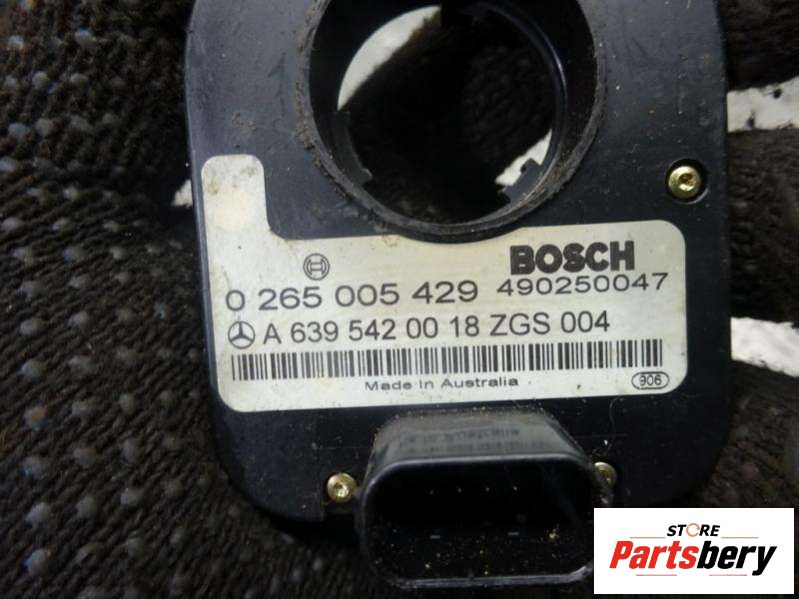 BOSCH
0 265 005 429 490250047
A 639 542 00 18 ZGS 004
Made in Australia
906
STORE
Partsbery